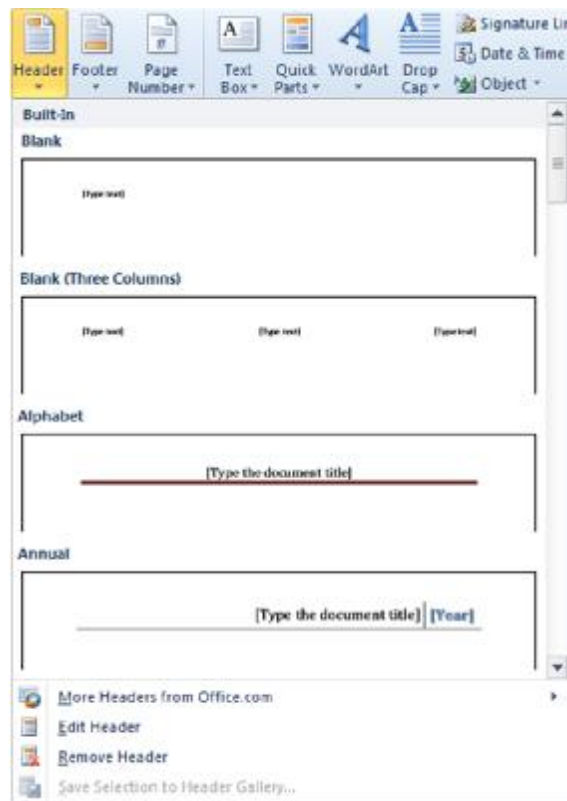 Header Footer Page Number Text Box Quick Parts WordArt Drop Cap Signature Lin
Date & Time
Object
Built-In
Blank
[Type text]
Blank (Three Columns)
[Type text] [Type text] [Type text]
Alphabet
[Type the document title]
Annual
[Type the document title] [Year]
More Headers from Office.com
Edit Header
Remove Header
Save Selection to Header Gallery...